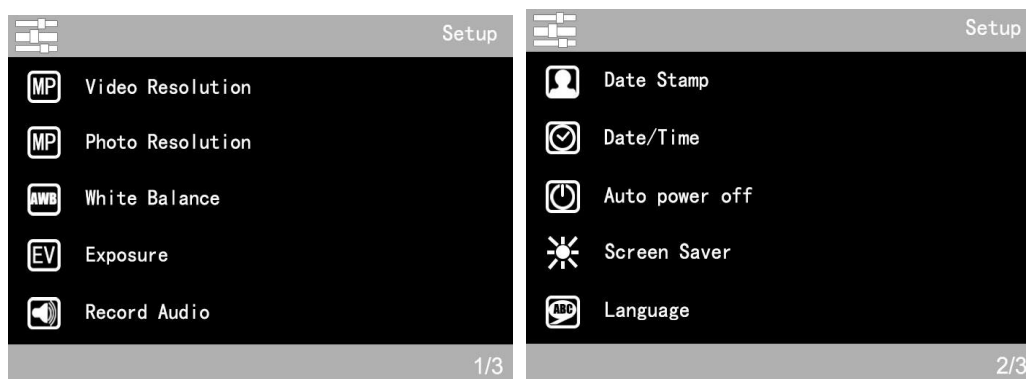 Setup
MP Video Resolution
MP Photo Resolution
AWB White Balance
EV Exposure
Record Audio
1/3
Setup
Date Stamp
Date/Time
Auto power off
Screen Saver
ABC Language
2/3